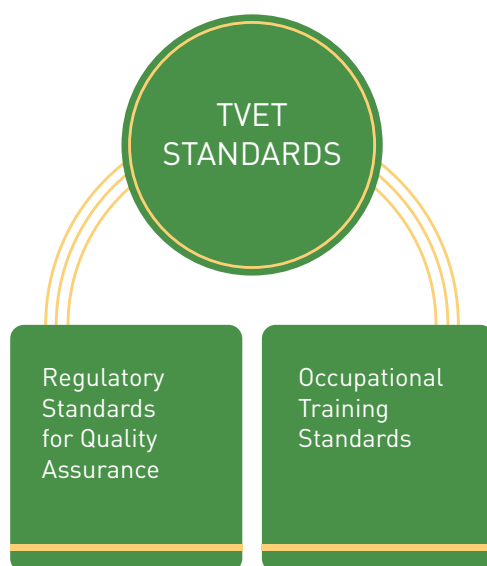 TVET
STANDARDS
Regulatory
Standards
for Quality
Assurance
Occupational
Training
Standards